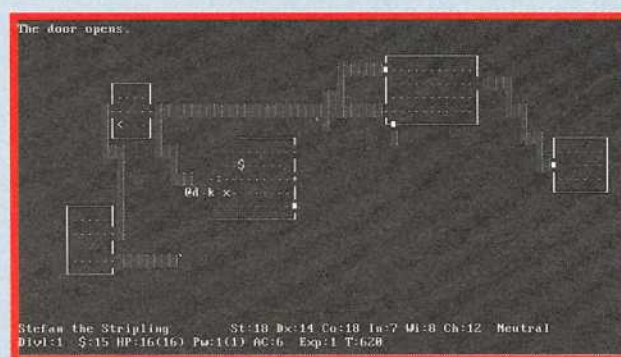 The door opens.
<
$
@d k x
Stefam the Stripling St:18 Dx:14 Co:18 In:7 Wi:8 Ch:12 Neutral
Dlvl:1 $:15 HP:16(16) Pw:1(1) AC:6 Exp:1 T:620